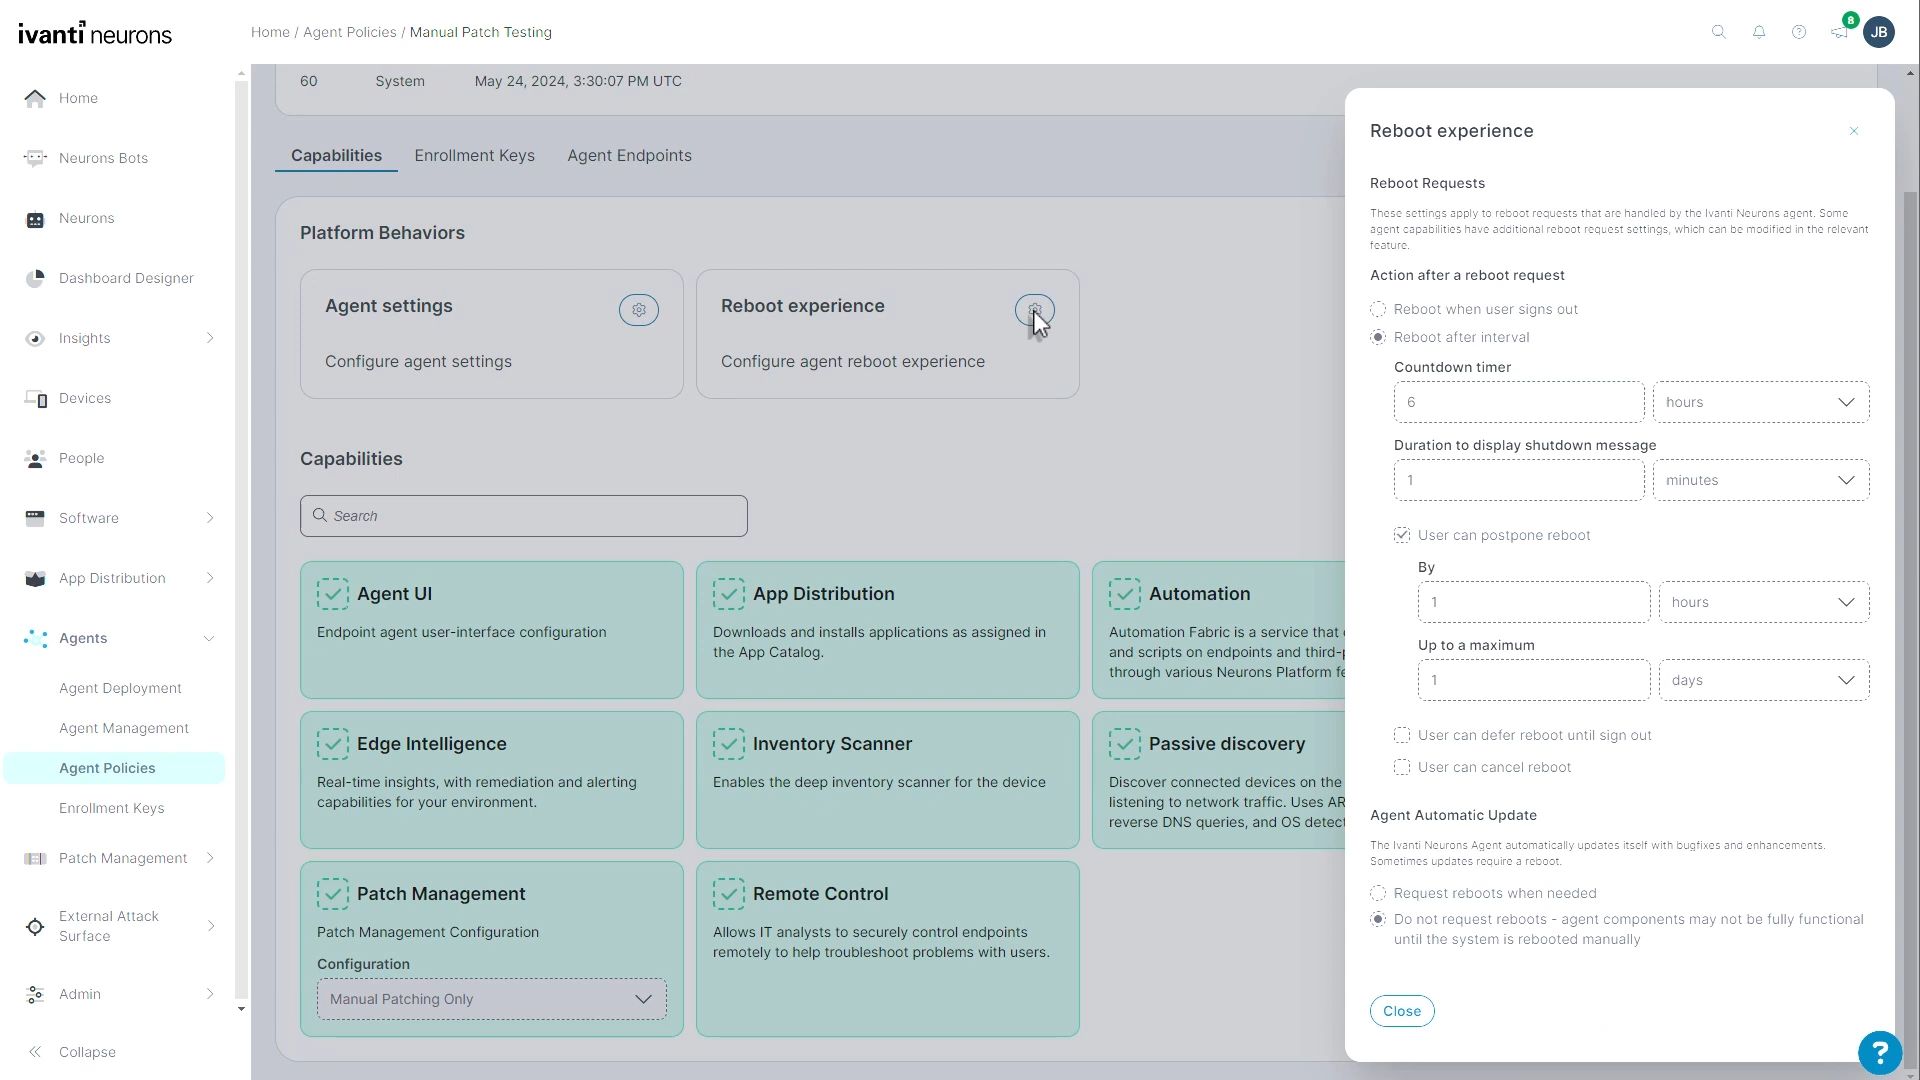 ivanti neurons
Home / Agent Policies / Manual Patch Testing
8
JB
Home
Neurons Bots
Neurons
Dashboard Designer
Insights
Devices
People
Software
App Distribution
Agents
Agent Deployment
Agent Management
Agent Policies
Enrollment Keys
Patch Management
External Attack
Surface
Admin
Collapse
60 System May 24, 2024, 3:30:07 PM UTC
Capabilities Enrollment Keys Agent Endpoints
Platform Behaviors
Agent settings
Configure agent settings
Reboot experience
Configure agent reboot experience
Capabilities
Search
Agent UI
Endpoint agent user-interface configuration
App Distribution
Downloads and installs applications as assigned in
the App Catalog.
Automation
Automation Fabric is a service that
and scripts on endpoints and third-
through various Neurons Platform
Edge Intelligence
Real-time insights, with remediation and alerting
capabilities for your environment.
Inventory Scanner
Enables the deep inventory scanner for the device
Passive discovery
Discover connected devices on the
listening to network traffic. Uses AR
reverse DNS queries, and OS detect
Patch Management
Patch Management Configuration
Configuration
Manual Patching Only
Remote Control
Allows IT analysts to securely control endpoints
remotely to help troubleshoot problems with users.
Reboot experience
Reboot Requests
These settings apply to reboot requests that are handled by the Ivanti Neurons agent. Some
agent capabilities have additional reboot request settings, which can be modified in the relevant
feature.
Action after a reboot request
Reboot when user signs out
Reboot after interval
Countdown timer
6 hours
Duration to display shutdown message
1 minutes
User can postpone reboot
By
1 hours
Up to a maximum
1 days
User can defer reboot until sign out
User can cancel reboot
Agent Automatic Update
The Ivanti Neurons Agent automatically updates itself with bugfixes and enhancements.
Sometimes updates require a reboot.
Request reboots when needed
Do not request reboots - agent components may not be fully functional
until the system is rebooted manually
Close
?